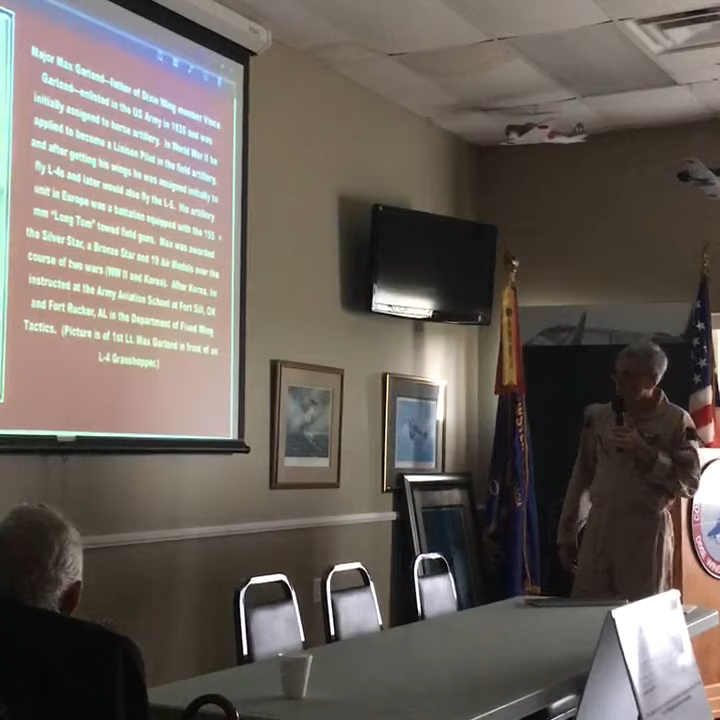 Major Max Garland—father of Dixie Wing member Vince
Garland—enlisted in the US Army in 1935 and was
initially assigned to horse artillery. In World War II he
applied to become a Liaison Pilot in the field artillery,
and after getting his wings he was assigned initially to
fly L-4s and later would also fly the L-5. His artillery
unit in Europe was a battalion equipped with the 155
mm "Long Tom" towed field guns. Max was awarded
the Silver Star, a Bronze Star and 19 Air Medals over the
course of two wars (WW II and Korea). After Korea, he
instructed at the Army Aviation School at Fort Sill, OK
and Fort Rucker, AL in the Department of Fixed Wing
Tactics. (Picture is of 1st Lt. Max Garland in front of an
L-4 Grasshopper.)